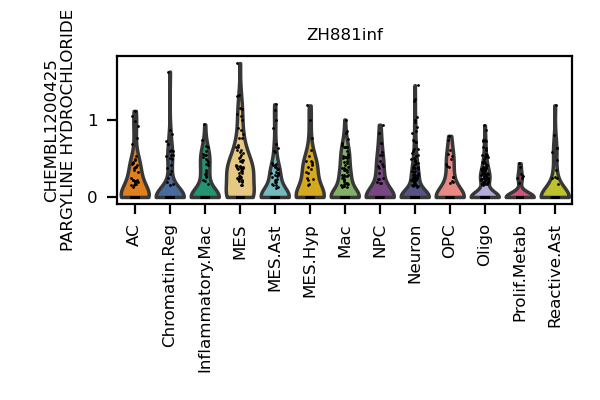 ZH881inf
CHEMBL1200425
PARGYLINE HYDROCHLORIDE
1
0
AC
Chromatin.Reg
Inflammatory.Mac
MES
MES.Ast
MES.Hyp
Mac
NPC
Neuron
OPC
Oligo
Prolif.Metab
Reactive.Ast